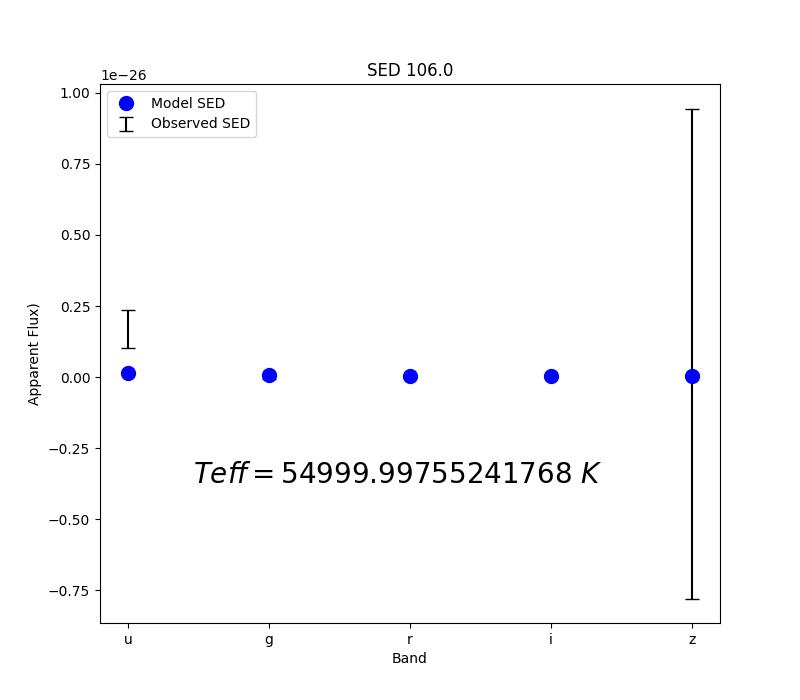 SED 106.0
1e−26
Model SED
Observed SED
1.00
0.75
0.50
0.25
0.00
−0.25
−0.50
−0.75
Apparent Flux)
Teff = 54999.99755241768 K
u g r i z
Band